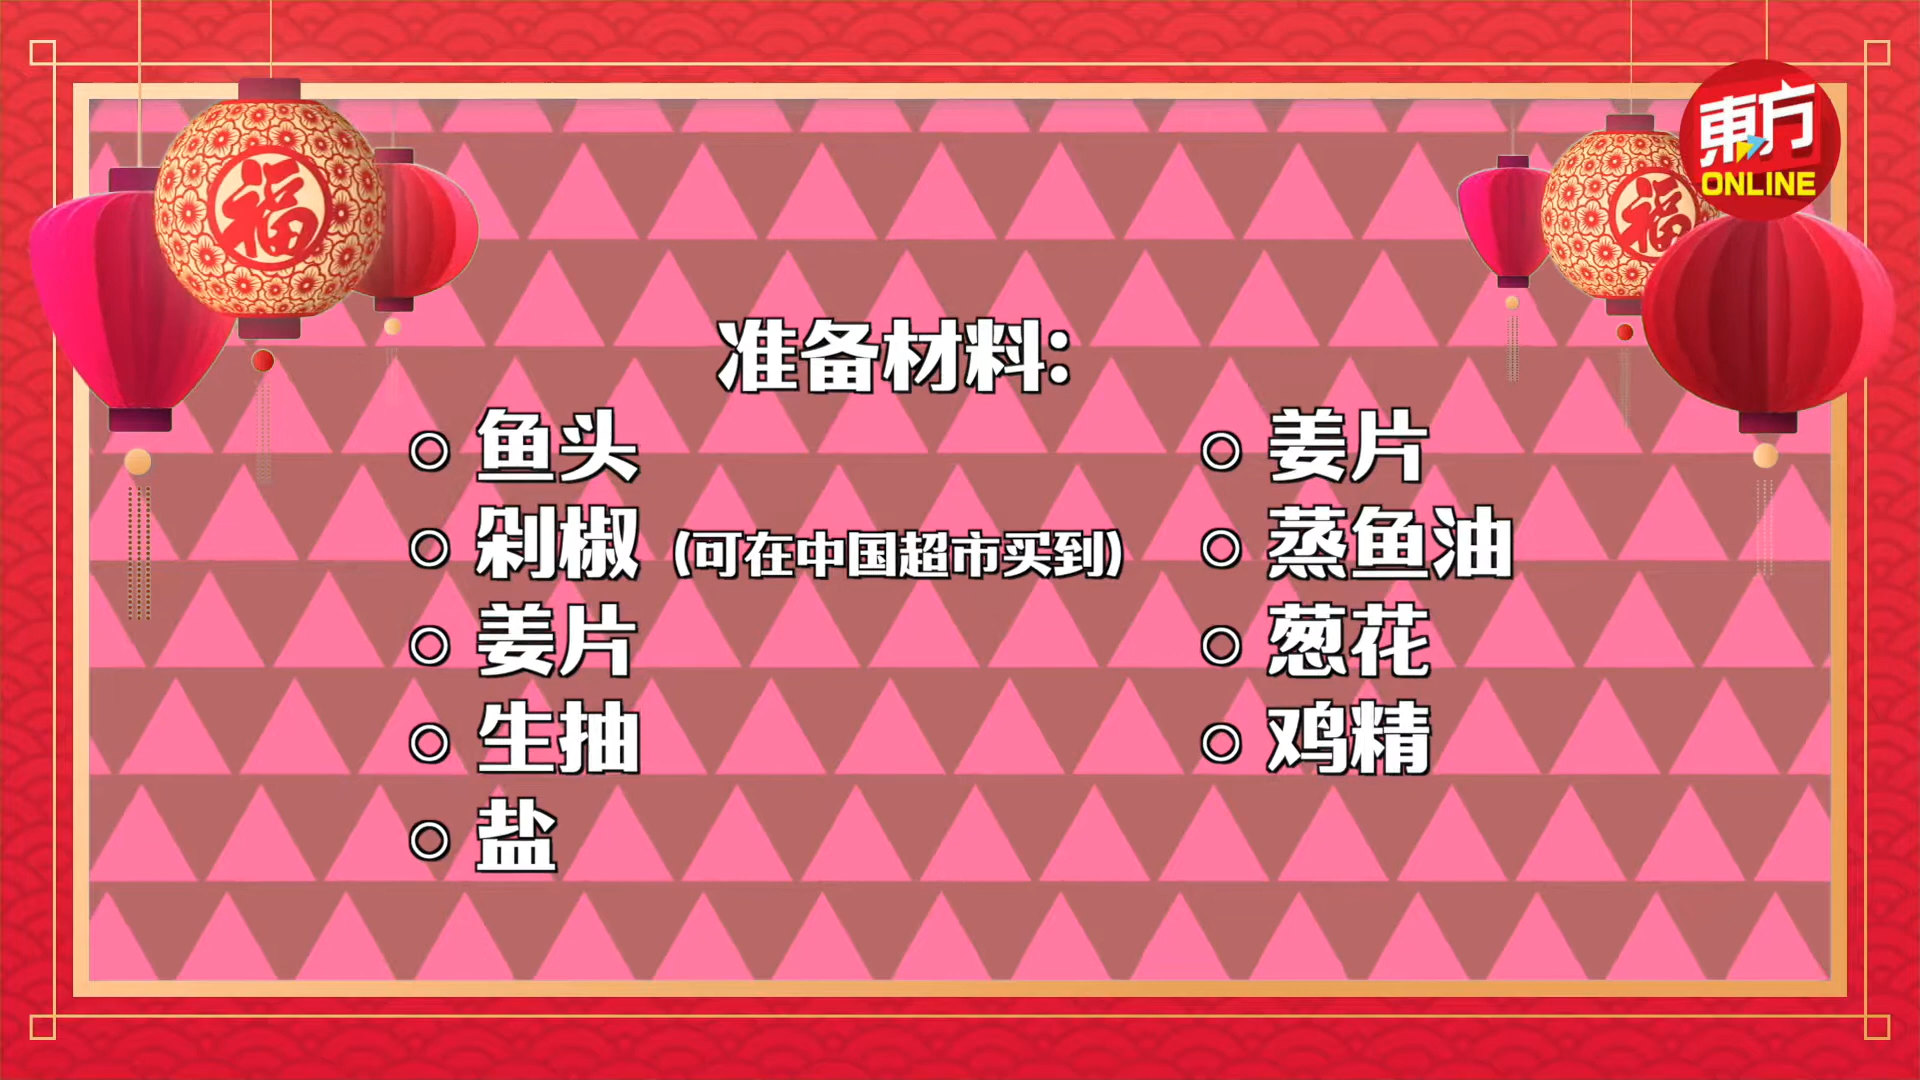 福
福
東方
ONLINE
准备材料:
鱼头
剁椒 (可在中国超市买到)
姜片
生抽
盐
姜片
蒸鱼油
葱花
鸡精